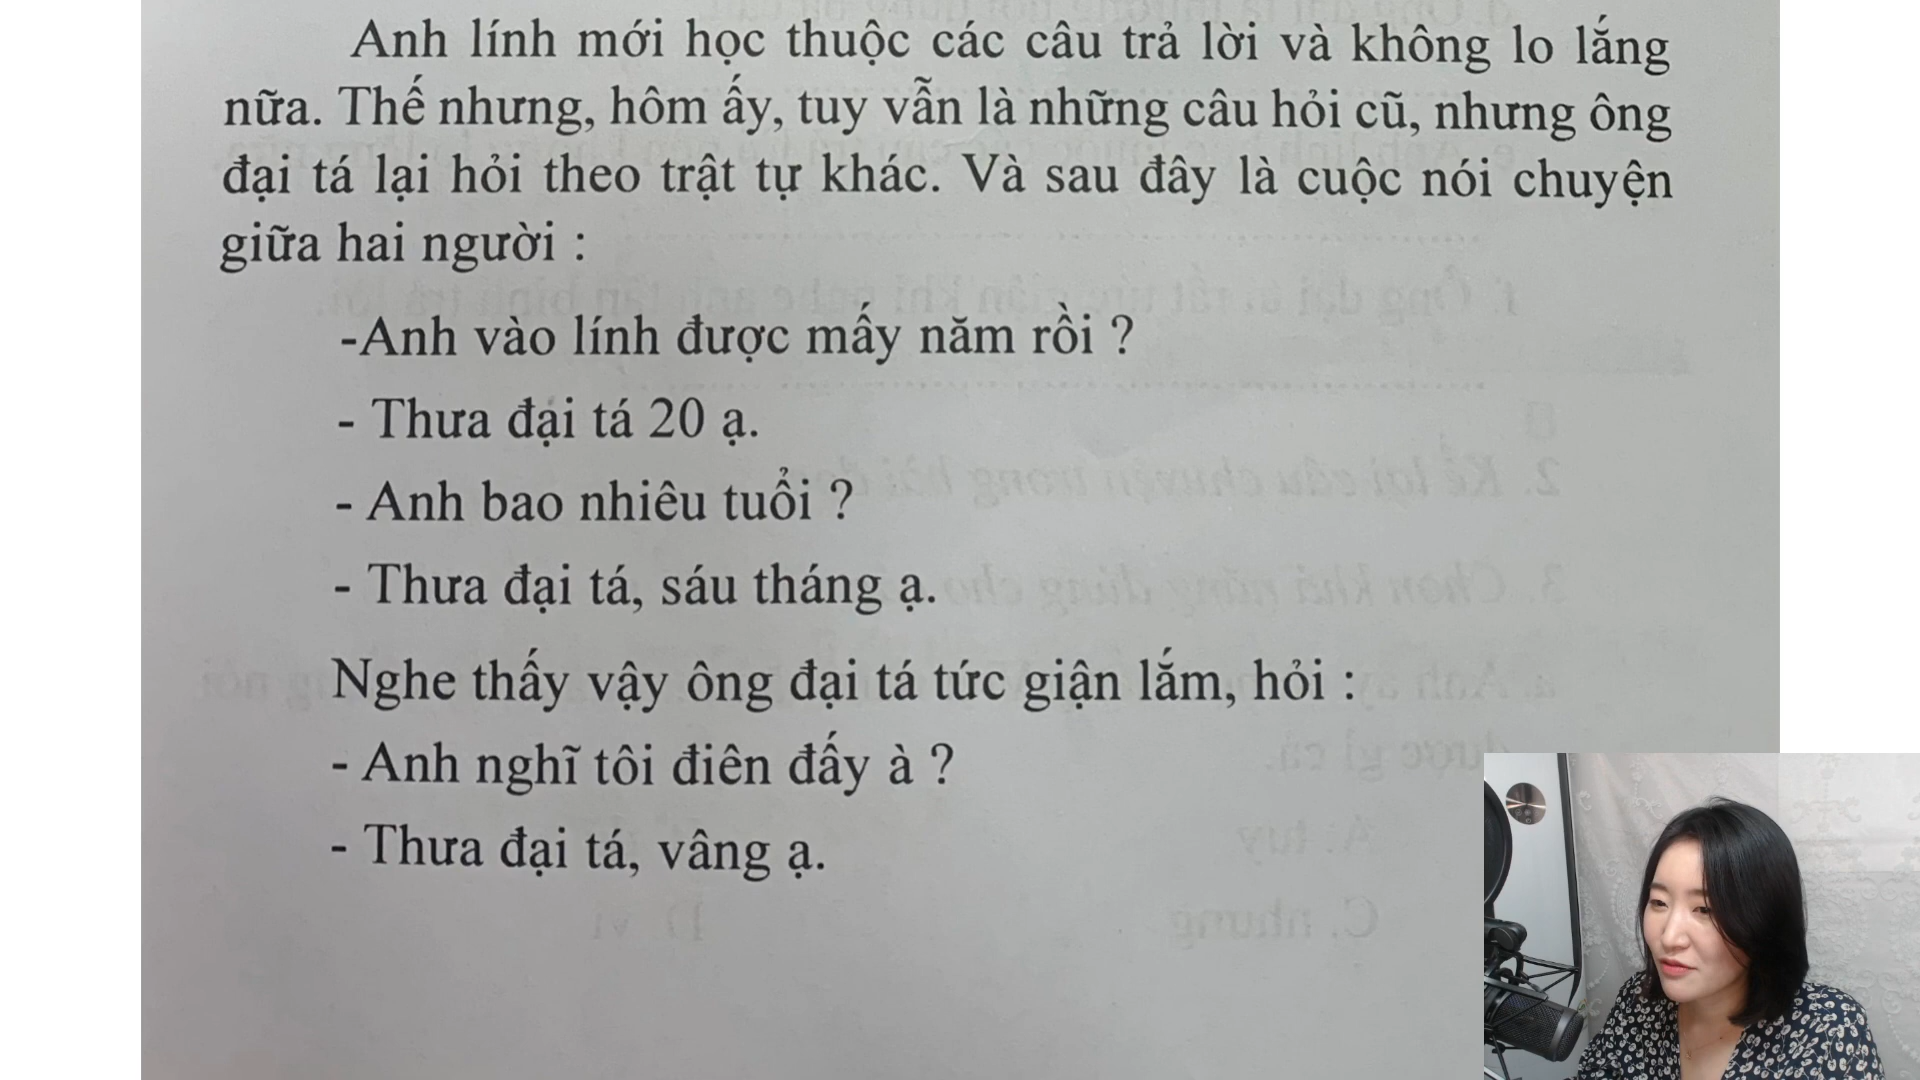 Anh lính mới học thuộc các câu trả lời và không lo lắng
nữa. Thế nhưng, hôm ấy, tuy vẫn là những câu hỏi cũ, nhưng ông
đại tá lại hỏi theo trật tự khác. Và sau đây là cuộc nói chuyện
giữa hai người :
-Anh vào lính được mấy năm rồi ?
- Thưa đại tá 20 ạ.
- Anh bao nhiêu tuổi ?
- Thưa đại tá, sáu tháng ạ.
Nghe thấy vậy ông đại tá tức giận lắm, hỏi :
- Anh nghĩ tôi điên đấy à ?
- Thưa đại tá, vâng ạ.